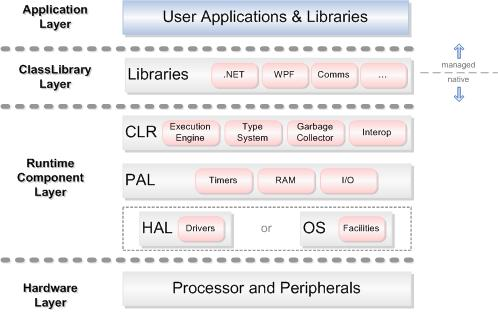 Application
Layer
User Applications & Libraries
ClassLibrary
Layer
Libraries
.NET
WPF
Comms
...
managed
native
Runtime
Component
Layer
CLR
Execution
Engine
Type
System
Garbage
Collector
Interop
PAL
Timers
RAM
I/O
HAL
Drivers
or
OS
Facilities
Hardware
Layer
Processor and Peripherals